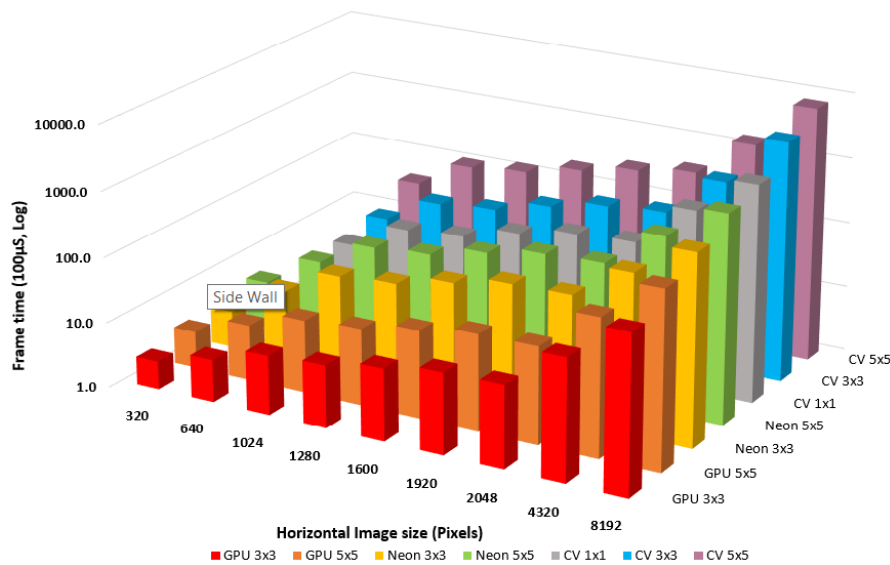 10000.0
1000.0
100.0
10.0
1.0
Frame time (100µS, Log)
Side Wall
320
640
1024
1280
1600
1920
2048
4320
8192
CV 5x5
CV 3x3
CV 1x1
Neon 5x5
Neon 3x3
GPU 5x5
GPU 3x3
Horizontal Image size (Pixels)
GPU 3x3 GPU 5x5 Neon 3x3 Neon 5x5 CV 1x1 CV 3x3 CV 5x5